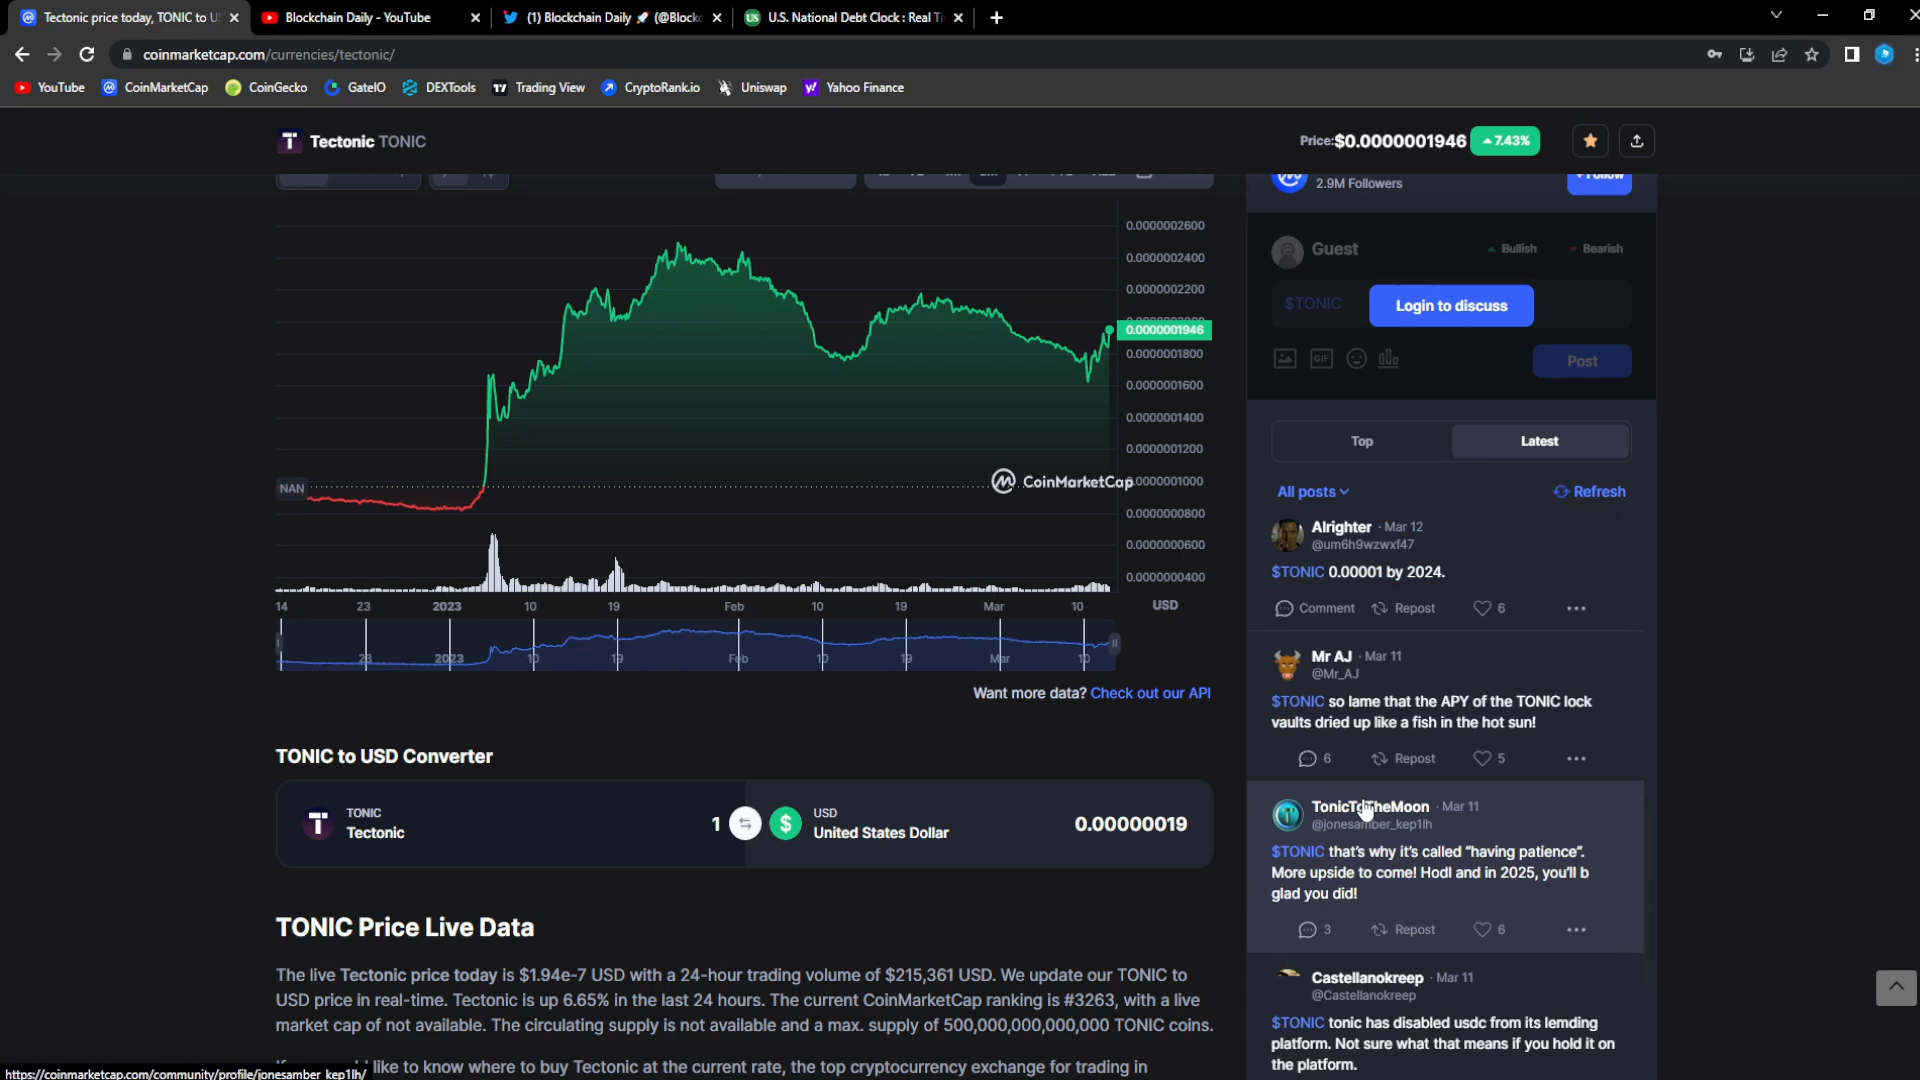 Tectonic price today, TONIC to U
Blockchain Daily - YouTube
(1) Blockchain Daily 🚀 (@Blockc
U.S. National Debt Clock : Real Ti
coinmarketcap.com/currencies/tectonic/
YouTube
CoinMarketCap
CoinGecko
GateIO
DEXTools
Trading View
CryptoRank.io
Uniswap
Yahoo Finance
Tectonic TONIC
Price:$0.0000001946
7.43%
2.9M Followers
+ Follow
Guest
Bullish
Bearish
$TONIC
Login to discuss
GIF
Post
Top
Latest
All posts
Refresh
0.0000002600
0.0000002400
0.0000002200
0.0000001946
0.0000001800
0.0000001600
0.0000001400
0.0000001200
0.0000001000
0.0000000800
0.0000000600
0.0000000400
NAN
CoinMarketCap
14
23
2023
10
19
Feb
10
19
Mar
10
USD
23
2023
10
19
Feb
10
19
Mar
10
Want more data? Check out our API
Alrighter · Mar 12
@um6h9wzwxf47
$TONIC 0.00001 by 2024.
Comment
Repost
6
Mr AJ · Mar 11
@Mr_AJ
$TONIC so lame that the APY of the TONIC lock
vaults dried up like a fish in the hot sun!
6
Repost
5
TonicToTheMoon · Mar 11
@jonesamber_kep1lh
$TONIC that's why it's called "having patience".
More upside to come! Hodl and in 2025, you'll b
glad you did!
3
Repost
6
Castellanokreep · Mar 11
@Castellanokreep
$TONIC tonic has disabled usdc from its lemding
platform. Not sure what that means if you hold it on
the platform.
TONIC to USD Converter
TONIC
Tectonic
1
USD
United States Dollar
0.00000019
TONIC Price Live Data
The live Tectonic price today is $1.94e-7 USD with a 24-hour trading volume of $215,361 USD. We update our TONIC to
USD price in real-time. Tectonic is up 6.65% in the last 24 hours. The current CoinMarketCap ranking is #3263, with a live
market cap of not available. The circulating supply is not available and a max. supply of 500,000,000,000,000 TONIC coins.
like to know where to buy Tectonic at the current rate, the top cryptocurrency exchange for trading in
https://coinmarketcap.com/community/profile/jonesamber_kep1lh/